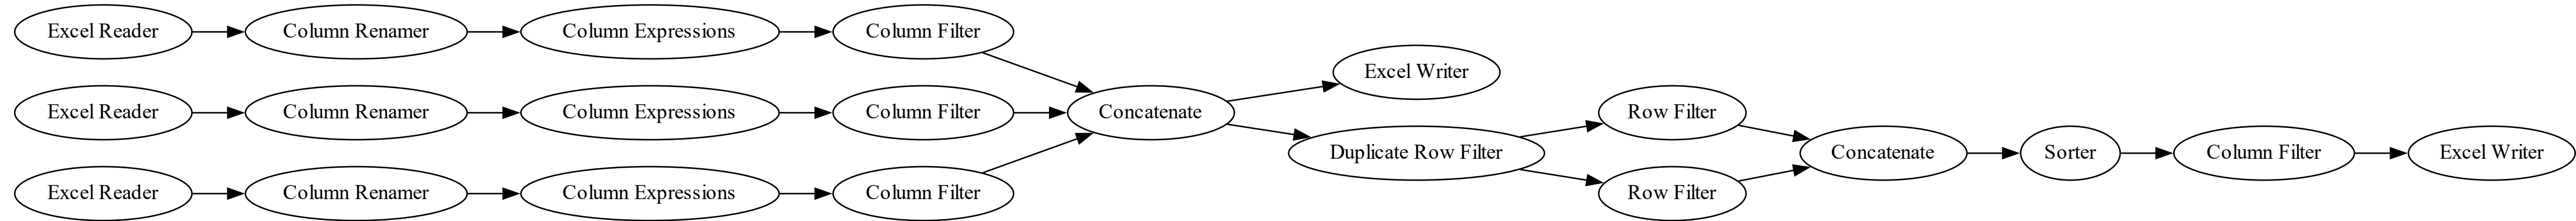 Excel Reader
Column Renamer
Column Expressions
Column Filter
Excel Reader
Column Renamer
Column Expressions
Column Filter
Excel Reader
Column Renamer
Column Expressions
Column Filter
Concatenate
Excel Writer
Duplicate Row Filter
Row Filter
Row Filter
Concatenate
Sorter
Column Filter
Excel Writer